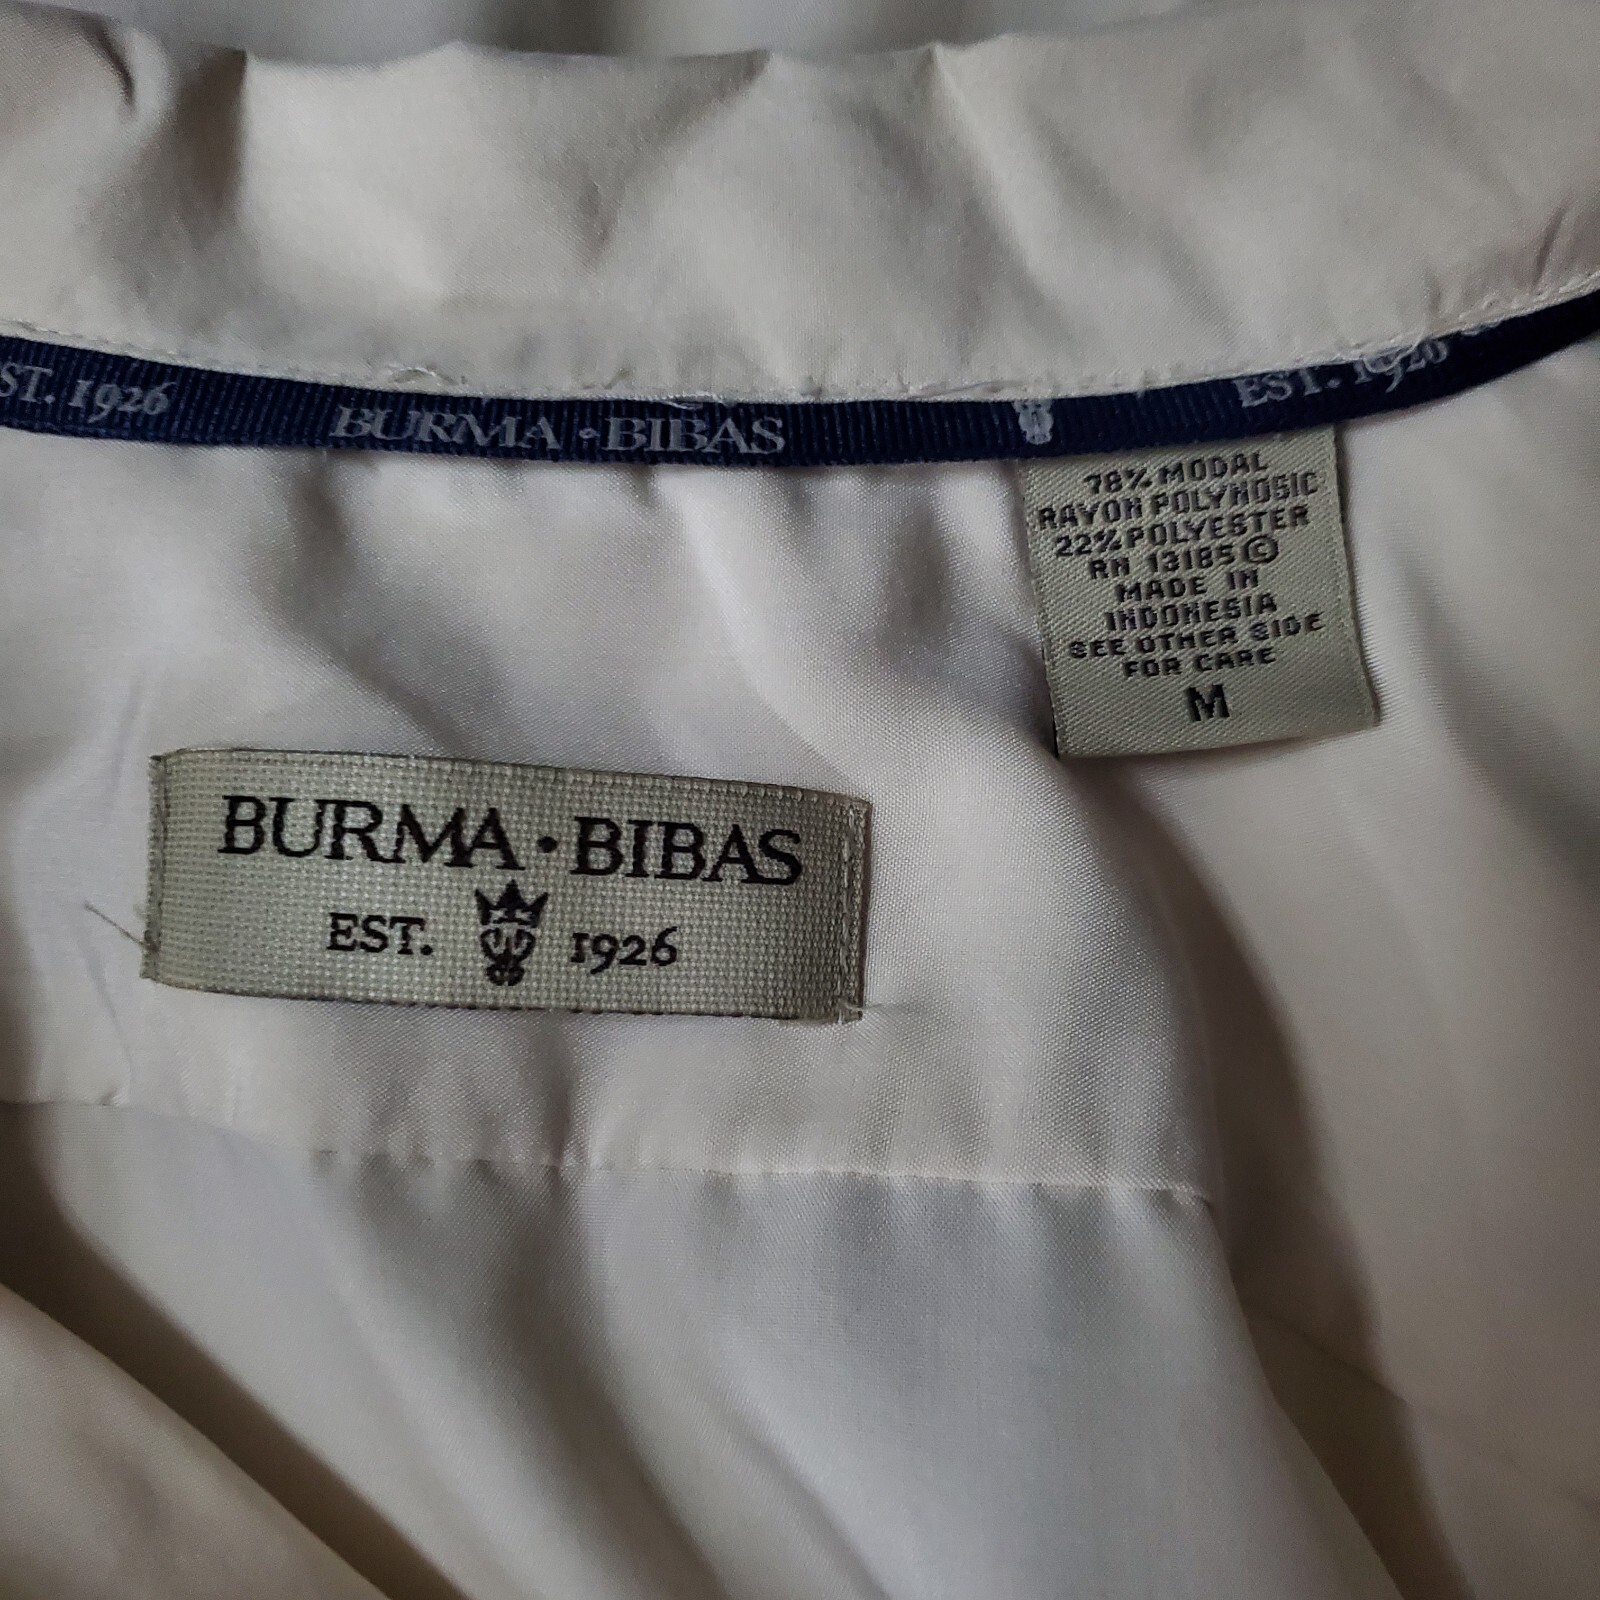 EST. 1926
BURMA • BIBAS
EST. 1926
78% MODAL
RAYON POLYNOSIC
22% POLYESTER
RN 13185 ©
MADE IN
INDONESIA
SEE OTHER SIDE
FOR CARE
M
BURMA • BIBAS
EST. 1926